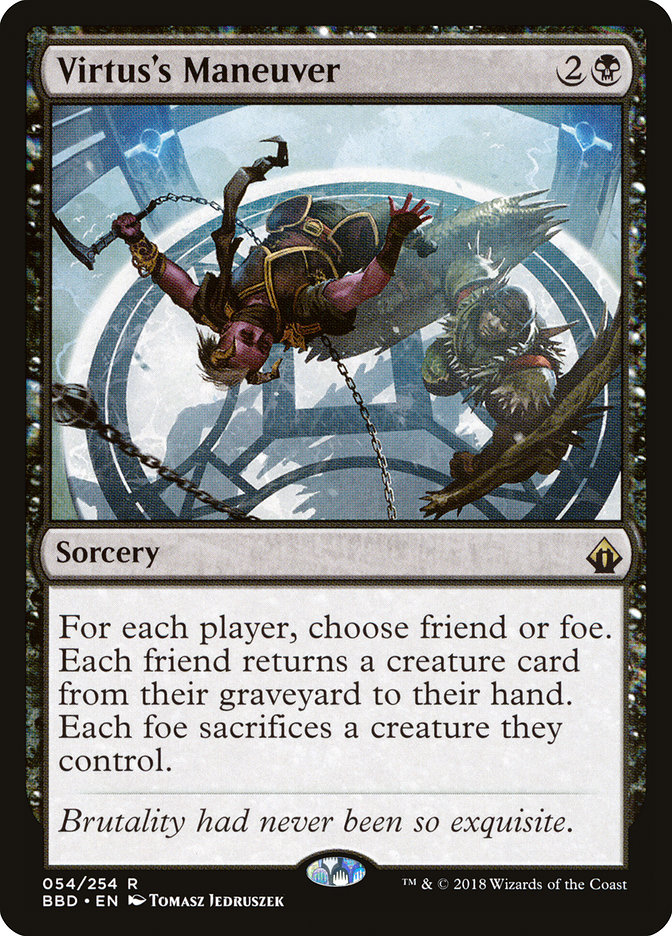 Virtus's Maneuver 2
Sorcery
For each player, choose friend or foe.
Each friend returns a creature card
from their graveyard to their hand.
Each foe sacrifices a creature they
control.
Brutality had never been so exquisite.
054/254 R
BBD • EN Tomasz Jedruszek
™ & © 2018 Wizards of the Coast